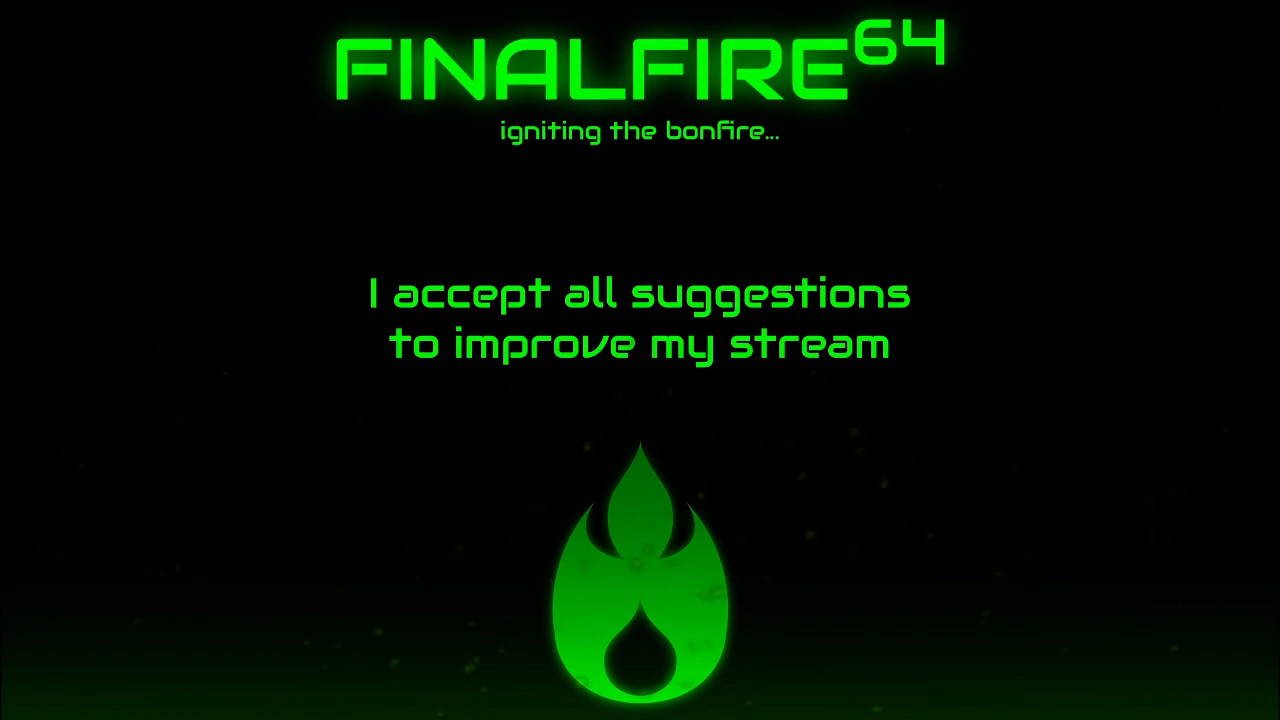 FINALFIRE64
igniting the bonfire...
I accept all suggestions
to improve my stream